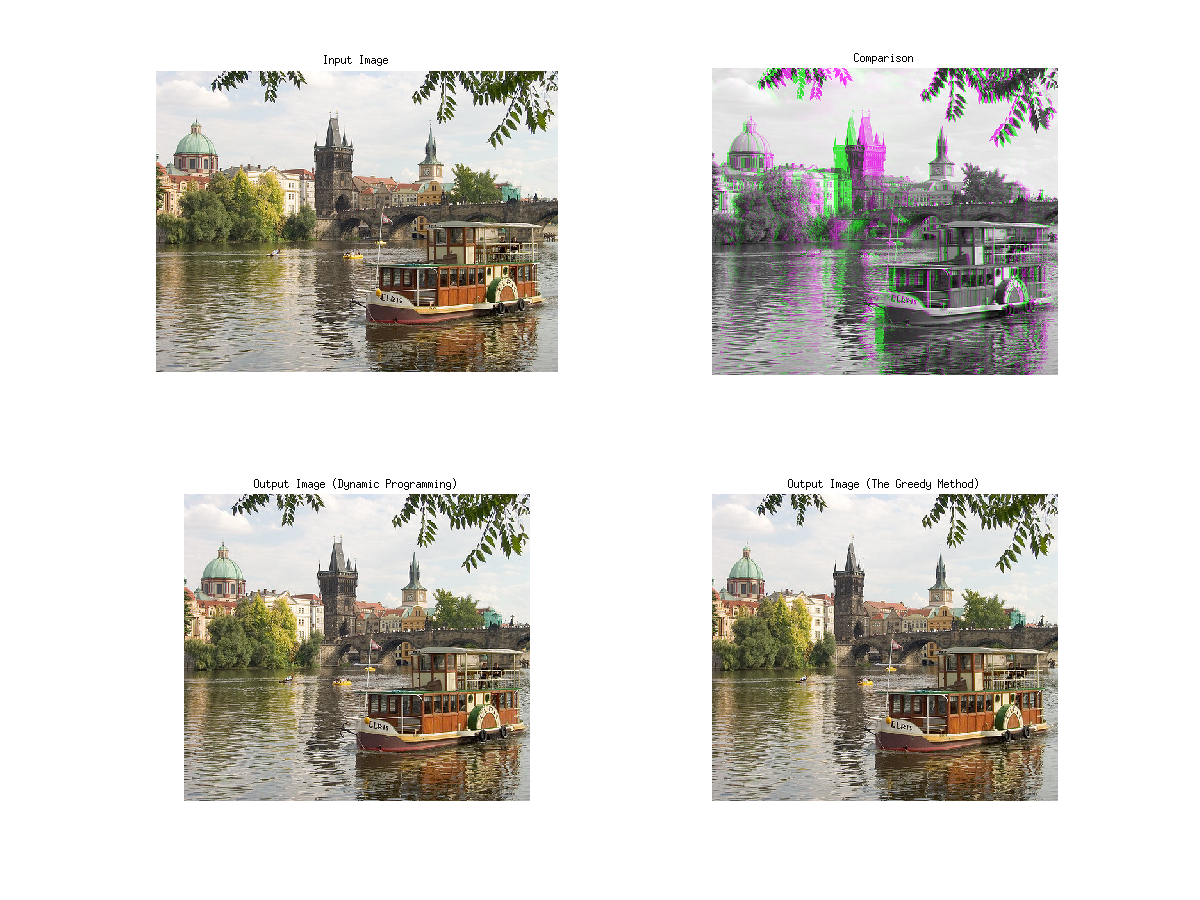 Input Image
Comparison
Output Image (Dynamic Programming)
Output Image (The Greedy Method)